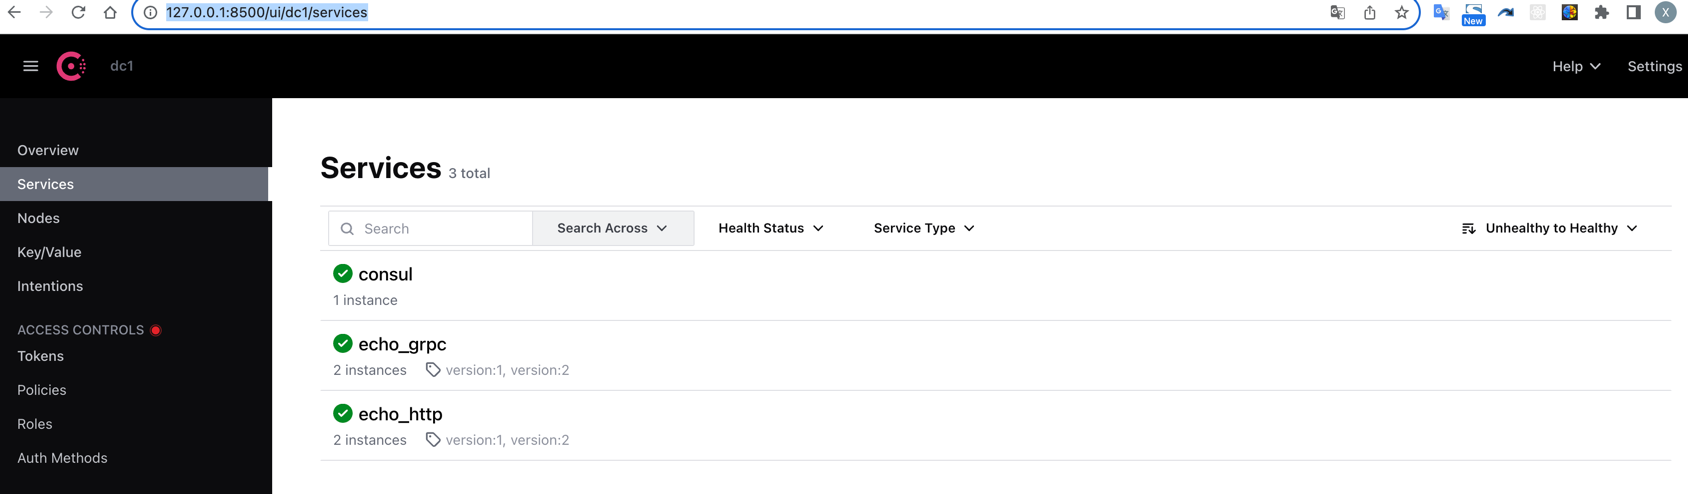 127.0.0.1:8500/ui/dc1/services
New
X
dc1
Help
Settings
Overview
Services
Nodes
Key/Value
Intentions
ACCESS CONTROLS
Tokens
Policies
Roles
Auth Methods
Services 3 total
Search
Search Across
Health Status
Service Type
Unhealthy to Healthy
consul
1 instance
echo_grpc
2 instances version:1, version:2
echo_http
2 instances version:1, version:2